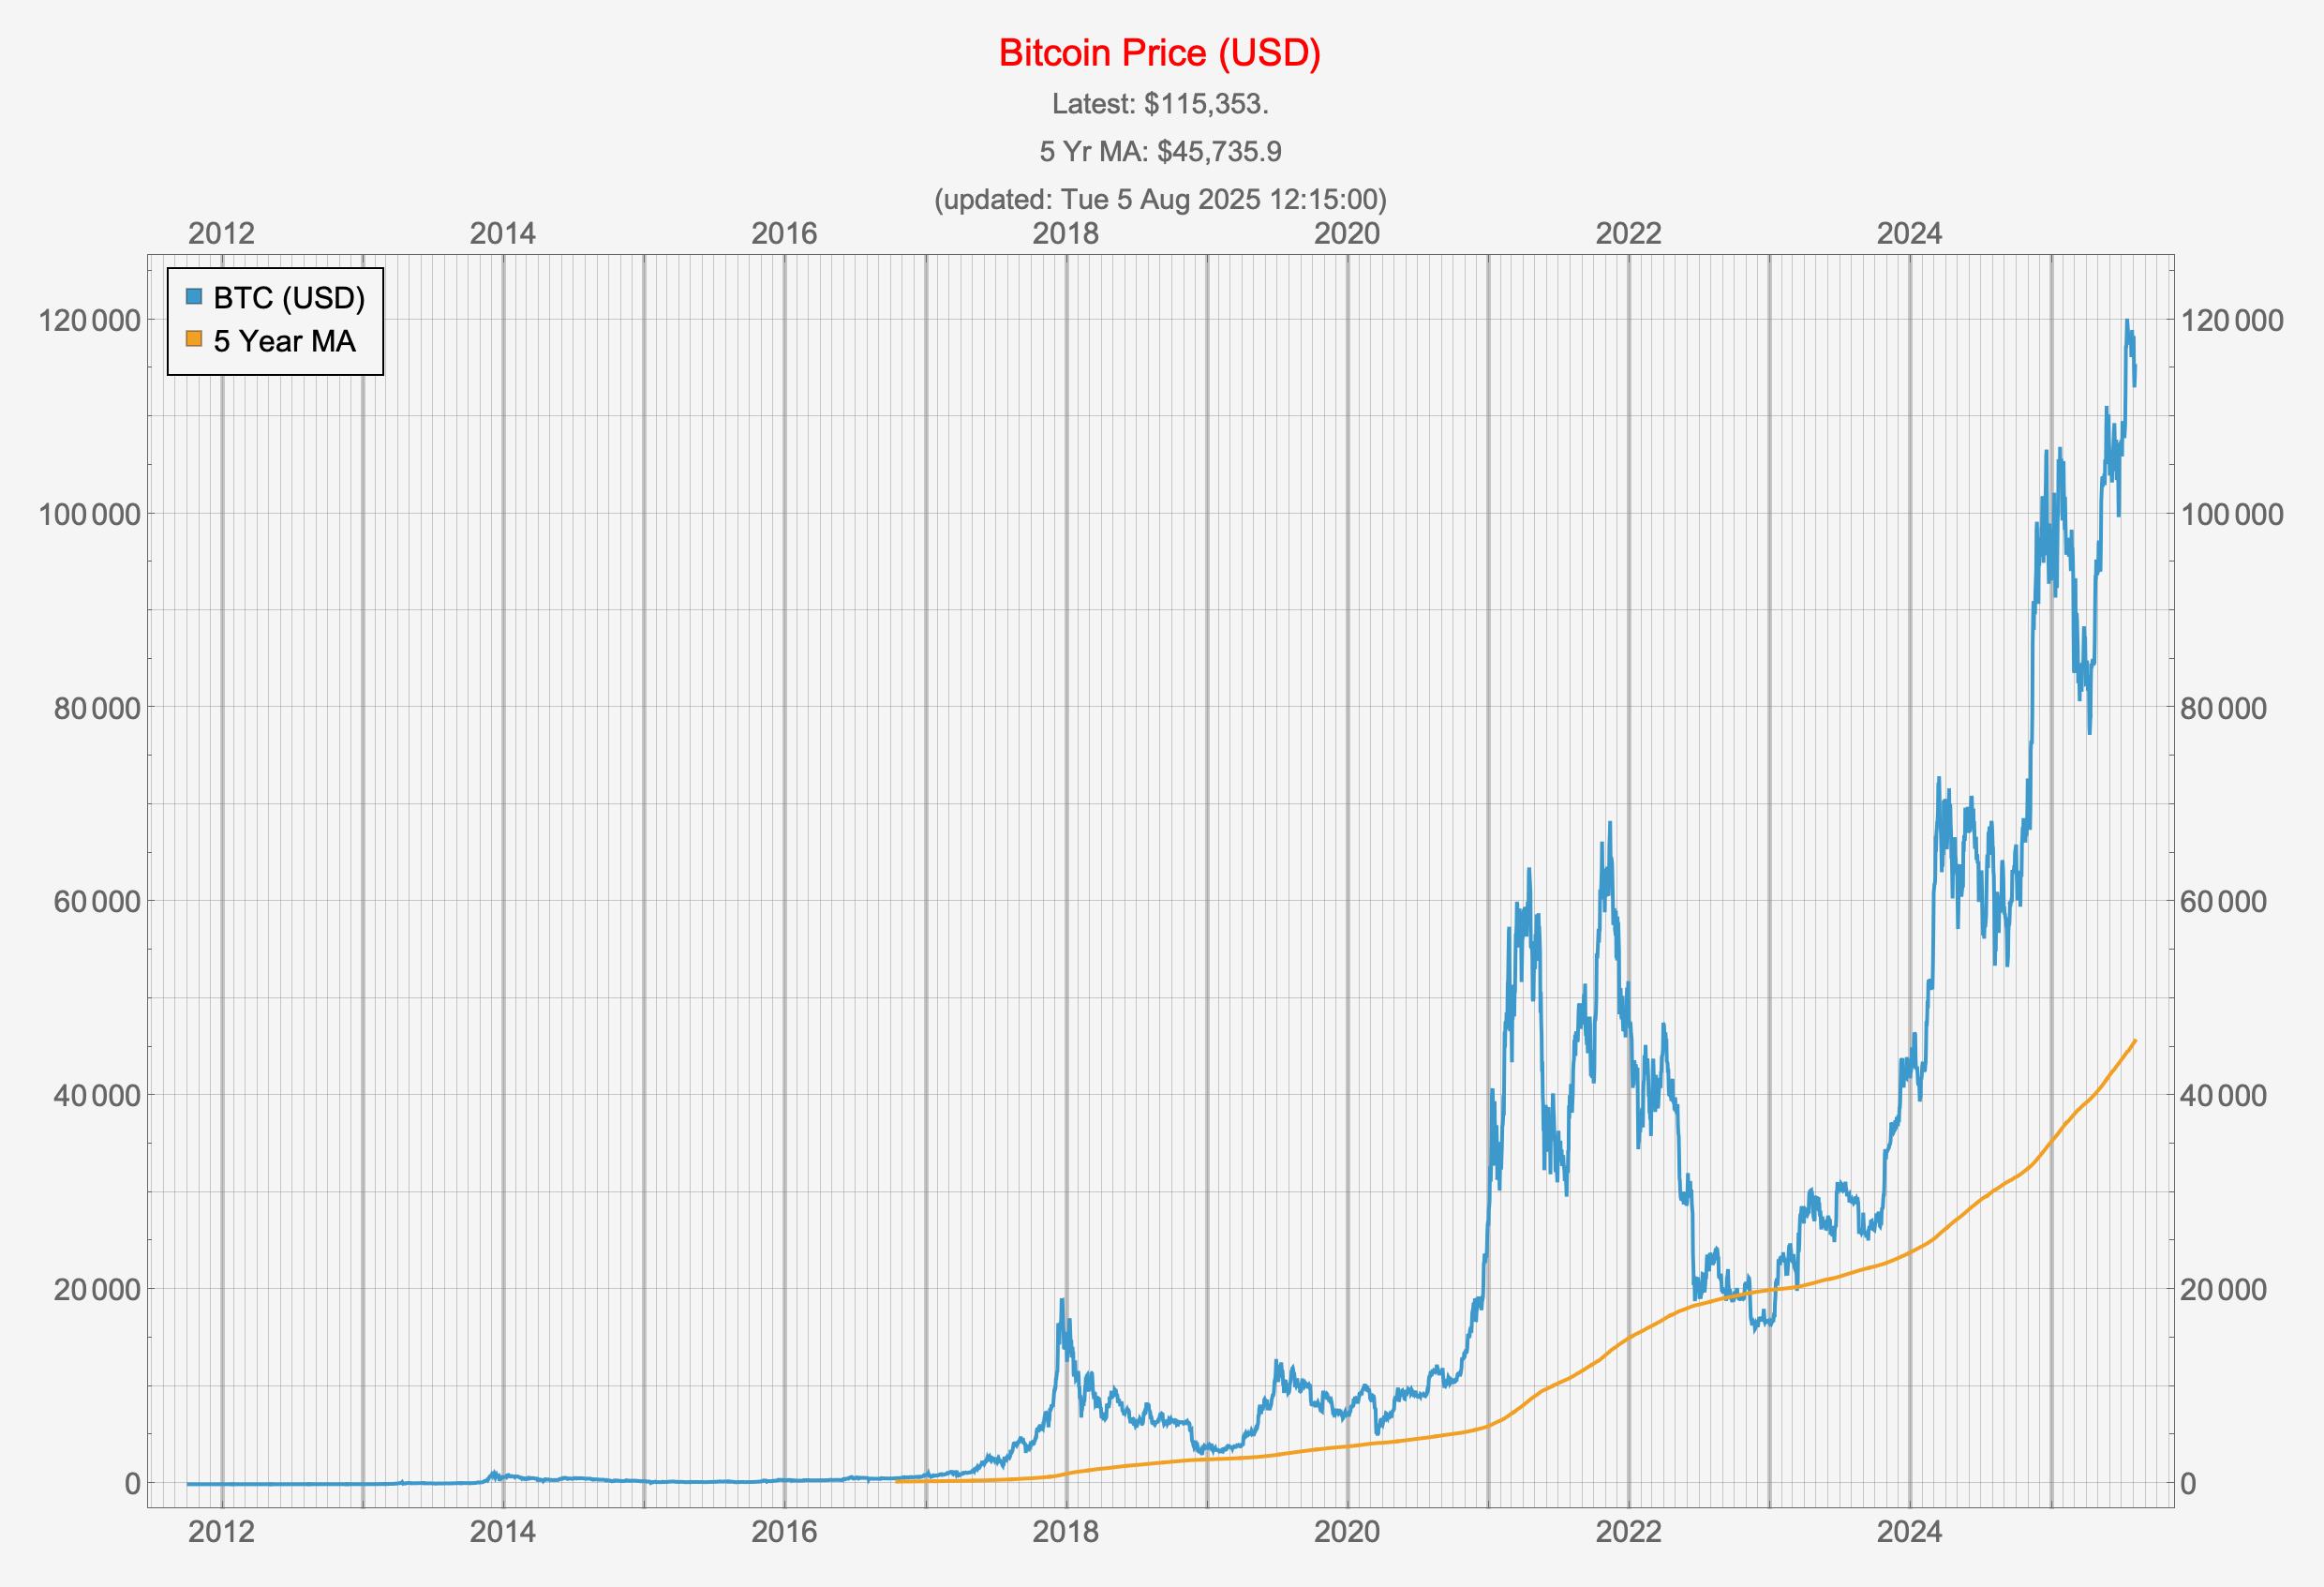 Bitcoin Price (USD)
Latest: $115,353.
5 Yr MA: $45,735.9
(updated: Tue 5 Aug 2025 12:15:00)
2012 2014 2016 2018 2020 2022 2024
BTC (USD)
5 Year MA
120 000 120 000
100 000 100 000
80 000 80 000
60 000 60 000
40 000 40 000
20 000 20 000
0 0
2012 2014 2016 2018 2020 2022 2024